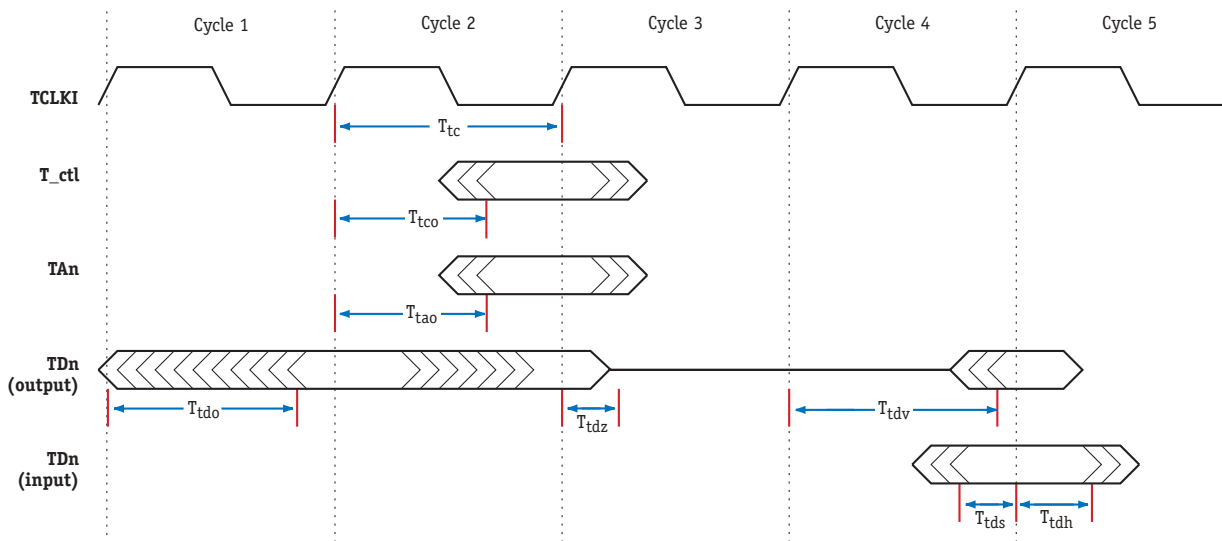 Cycle 1 Cycle 2 Cycle 3 Cycle 4 Cycle 5
TCLKI
Ttc
T_ctl
Ttco
TAn
Ttao
TDn
(output)
Ttdo Ttdz Ttdv
TDn
(input)
Ttds Ttdh